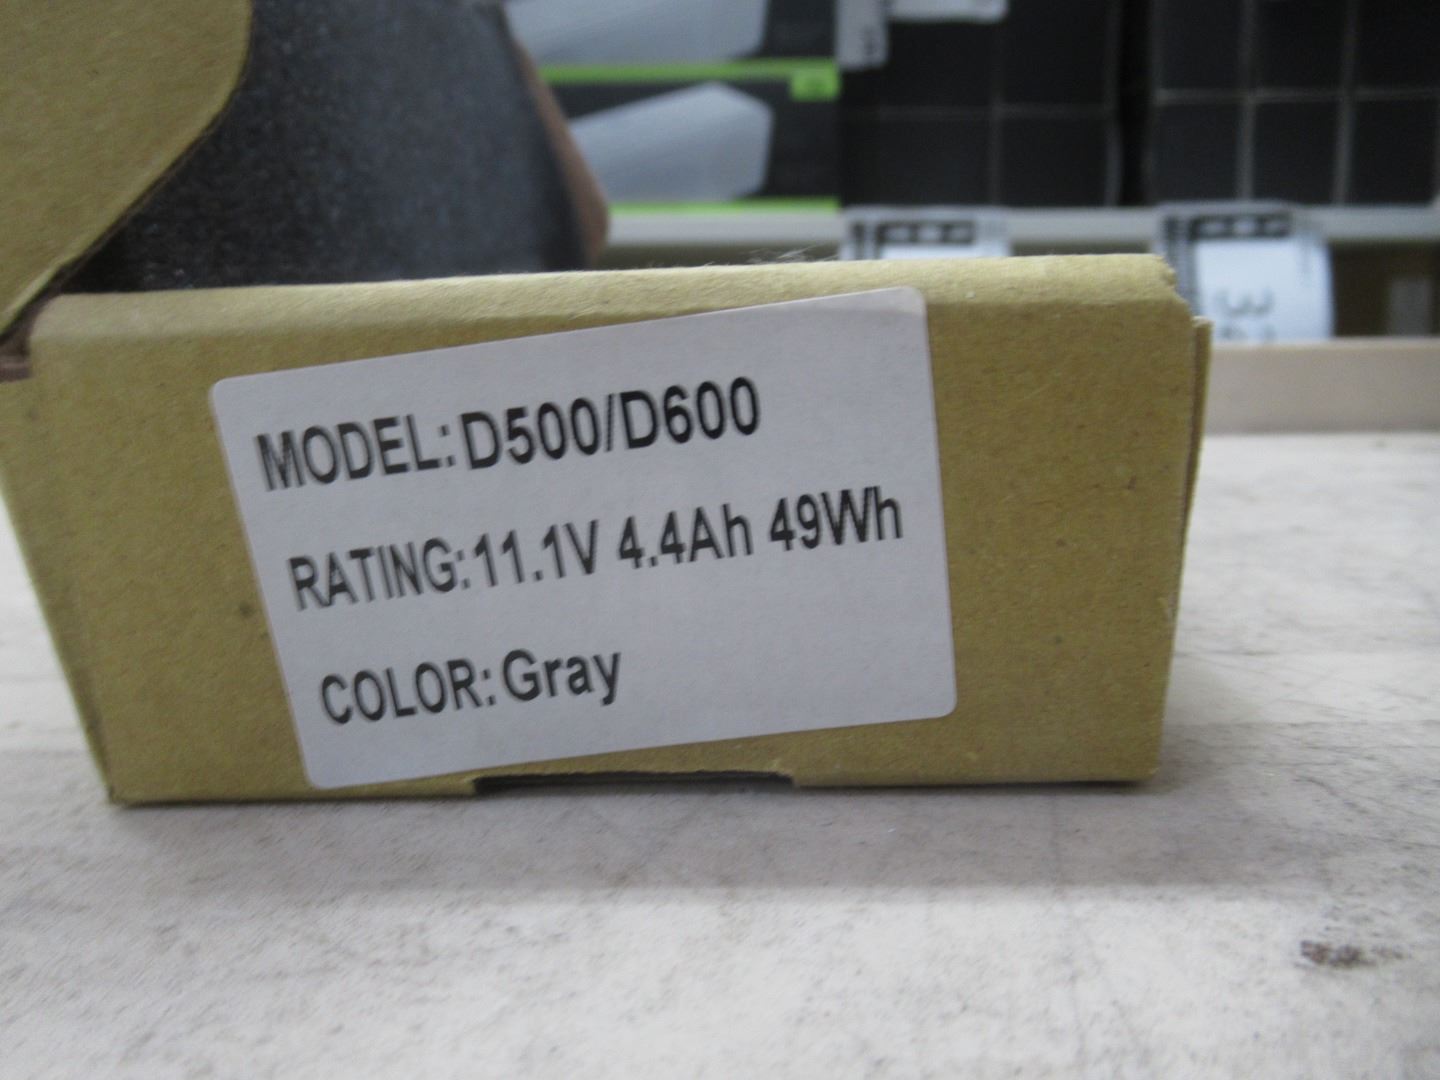 MODEL:D500/D600
RATING:11.1V 4.4Ah 49Wh
COLOR:Gray